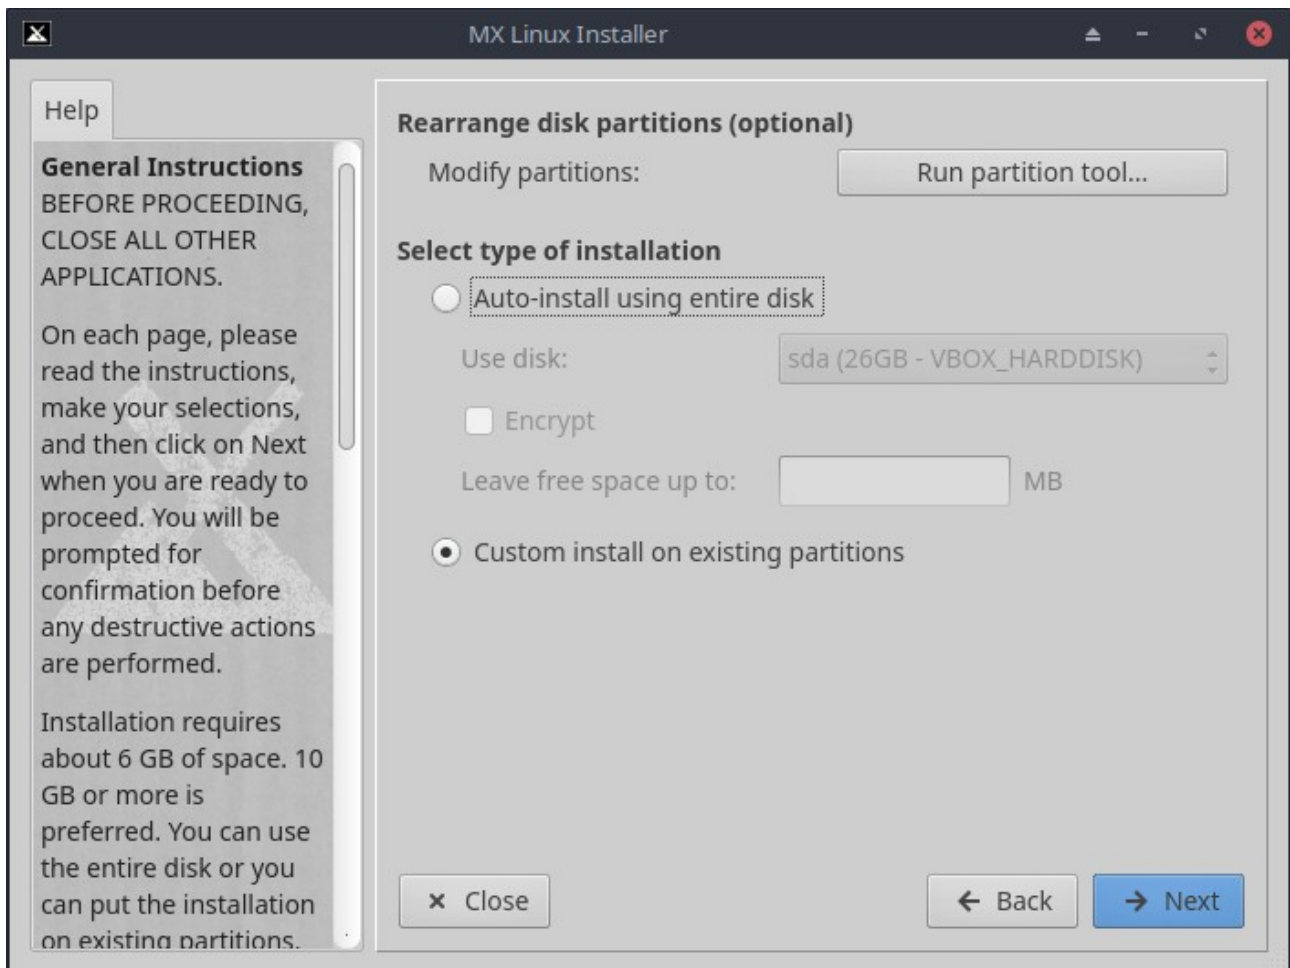 MX Linux Installer
Help
General Instructions
BEFORE PROCEEDING,
CLOSE ALL OTHER
APPLICATIONS.
On each page, please
read the instructions,
make your selections,
and then click on Next
when you are ready to
proceed. You will be
prompted for
confirmation before
any destructive actions
are performed.
Installation requires
about 6 GB of space. 10
GB or more is
preferred. You can use
the entire disk or you
can put the installation
on existing partitions.
Rearrange disk partitions (optional)
Modify partitions: Run partition tool...
Select type of installation
Auto-install using entire disk
Use disk: sda (26GB - VBOX_HARDDISK)
Encrypt
Leave free space up to: MB
Custom install on existing partitions
Close Back Next